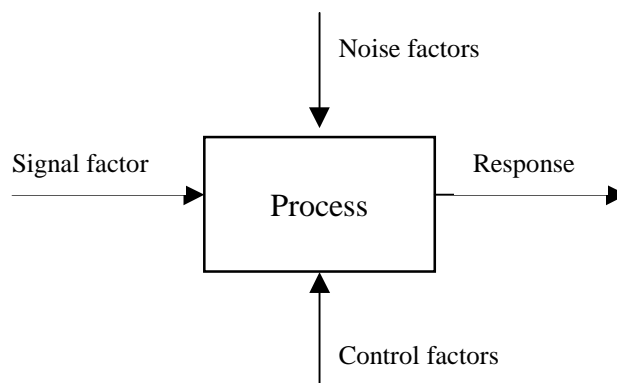 Noise factors
Signal factor
Response
Process
Control factors